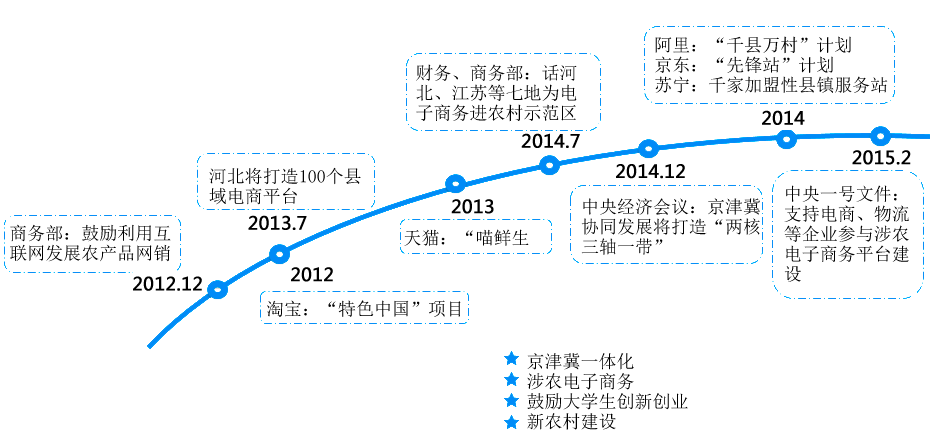 商务部：鼓励利用互
联网发展农产品网销
2012.12
河北将打造100个县
域电商平台
2013.7
2012
淘宝：“特色中国”项目
2013
天猫：“喵鲜生
财务、商务部：话河
北、江苏等七地为电
子商务进农村示范区
2014.7
2014.12
中央经济会议：京津冀
协同发展将打造“两核
三轴一带”
阿里：“千县万村”计划
京东：“先锋站”计划
苏宁：千家加盟性县镇服务站
2014
2015.2
中央一号文件：
支持电商、物流
等企业参与涉农
电子商务平台建
设
京津冀一体化
涉农电子商务
鼓励大学生创新创业
新农村建设